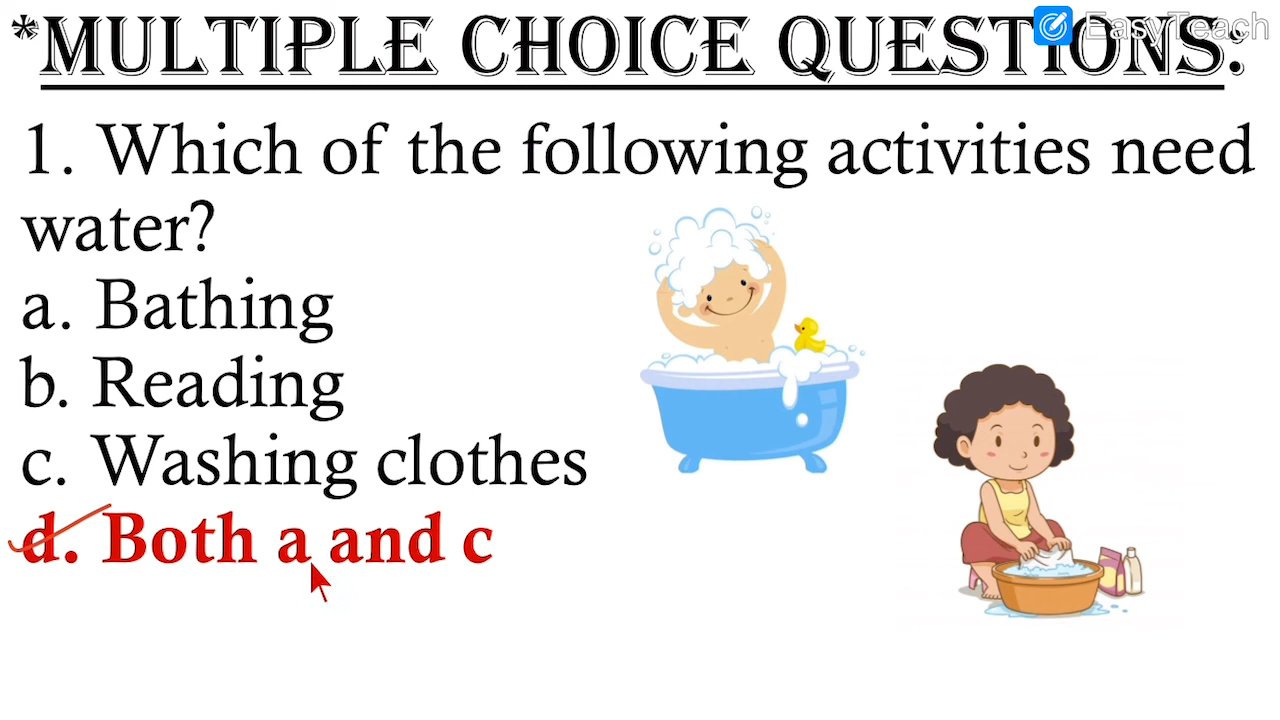 *MULTIPLE CHOICE QUESTIONS:
EasyTeach
1. Which of the following activities need
water?
a. Bathing
b. Reading
c. Washing clothes
d. Both a and c